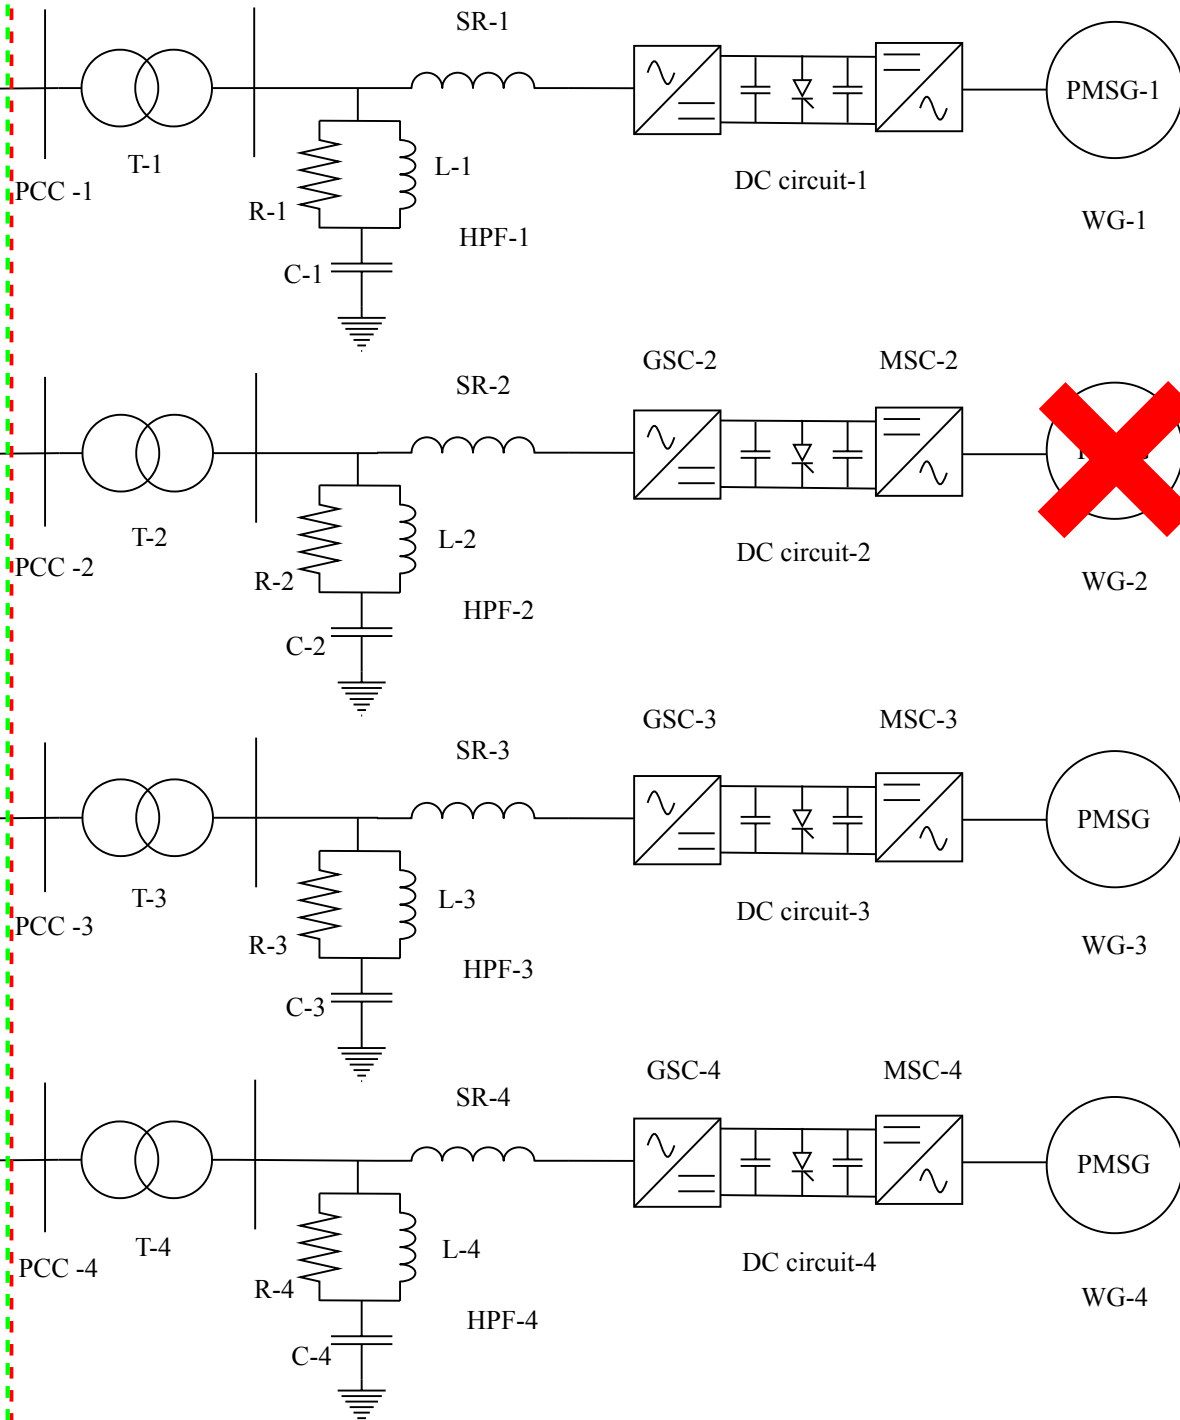 SR-1
PMSG-1
T-1
L-1
PCC -1
DC circuit-1
R-1
WG-1
HPF-1
C-1
GSC-2
MSC-2
SR-2
T-2
L-2
DC circuit-2
PCC -2
R-2
WG-2
HPF-2
C-2
GSC-3
MSC-3
SR-3
PMSG
T-3
L-3
DC circuit-3
PCC -3
R-3
WG-3
HPF-3
C-3
GSC-4
MSC-4
SR-4
PMSG
T-4
L-4
DC circuit-4
PCC -4
R-4
WG-4
HPF-4
C-4